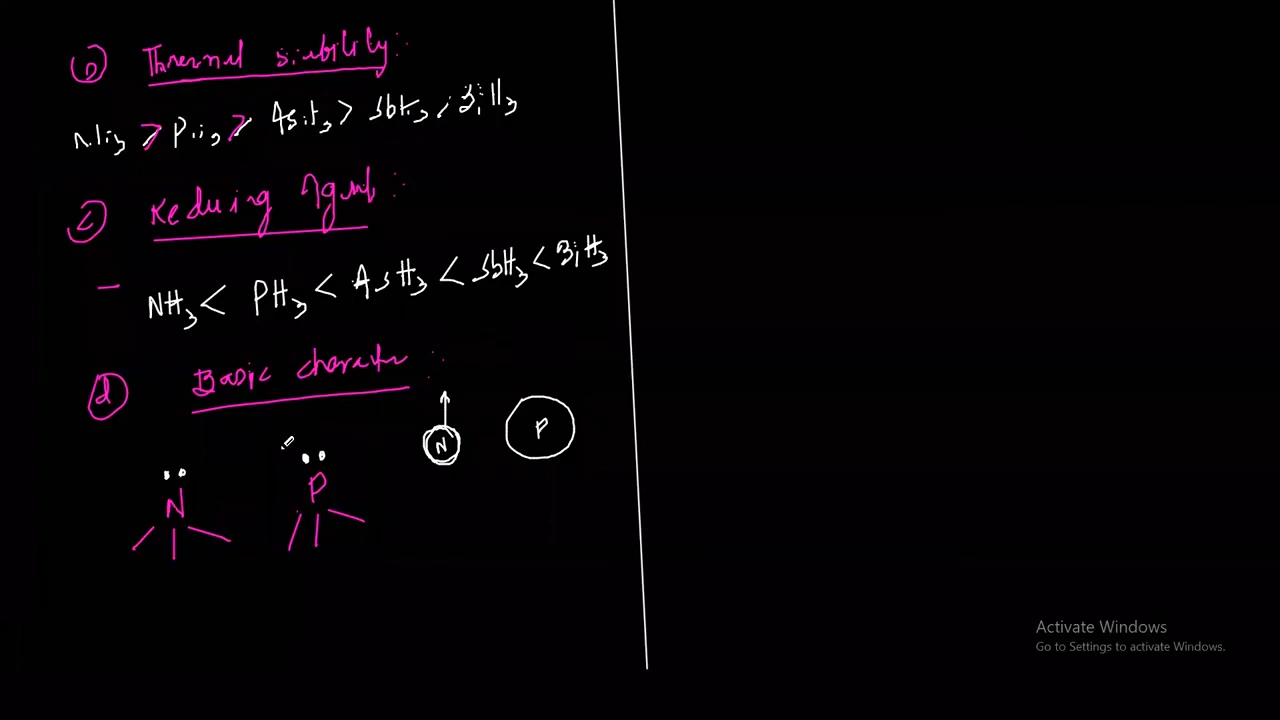 (b) Thermal stability :
NH3 > PH3 > AsH3 > SbH3 > BiH3
(c) Reducing Agent :
- NH3 < PH3 < AsH3 < SbH3 < BiH3
(d) Basic character :
N P
N P
Activate Windows
Go to Settings to activate Windows.